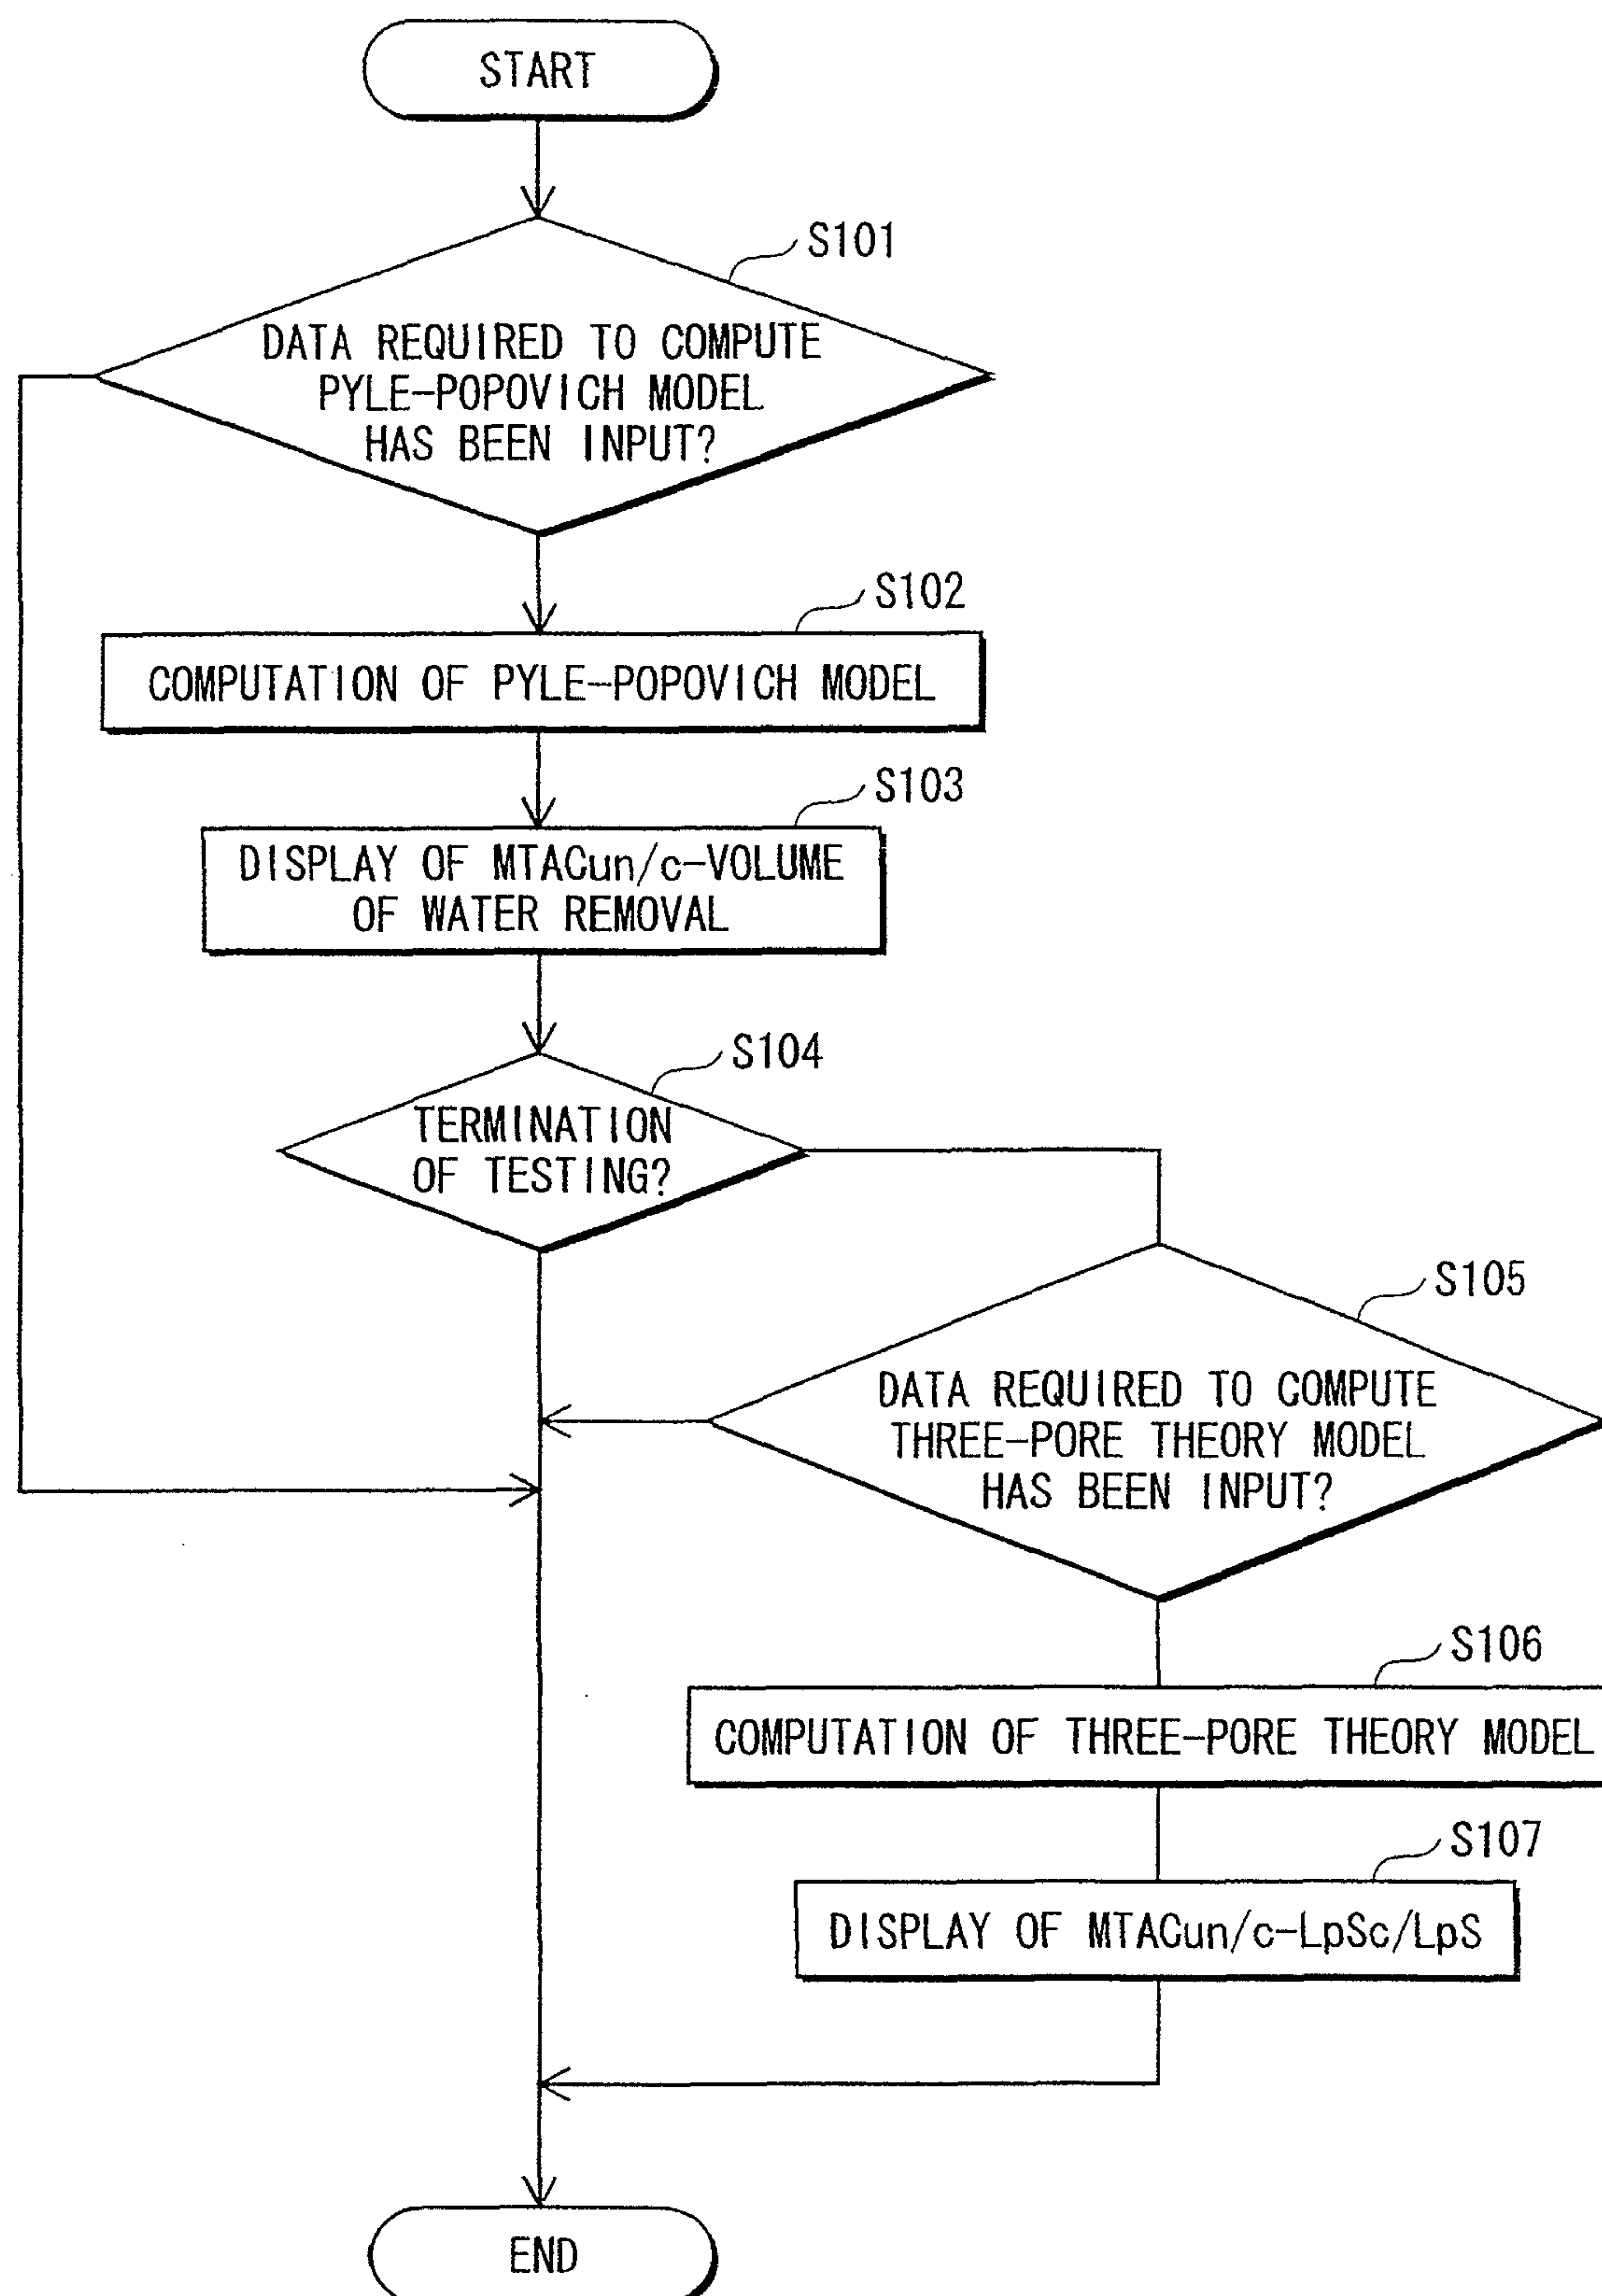 START
S101
DATA REQUIRED TO COMPUTE
PYLE-POPOVICH MODEL
HAS BEEN INPUT?
S102
COMPUTATION OF PYLE-POPOVICH MODEL
S103
DISPLAY OF MTACun/c-VOLUME
OF WATER REMOVAL
S104
TERMINATION
OF TESTING?
S105
DATA REQUIRED TO COMPUTE
THREE-PORE THEORY MODEL
HAS BEEN INPUT?
S106
COMPUTATION OF THREE-PORE THEORY MODEL
S107
DISPLAY OF MTACun/c-LpSc/LpS
END